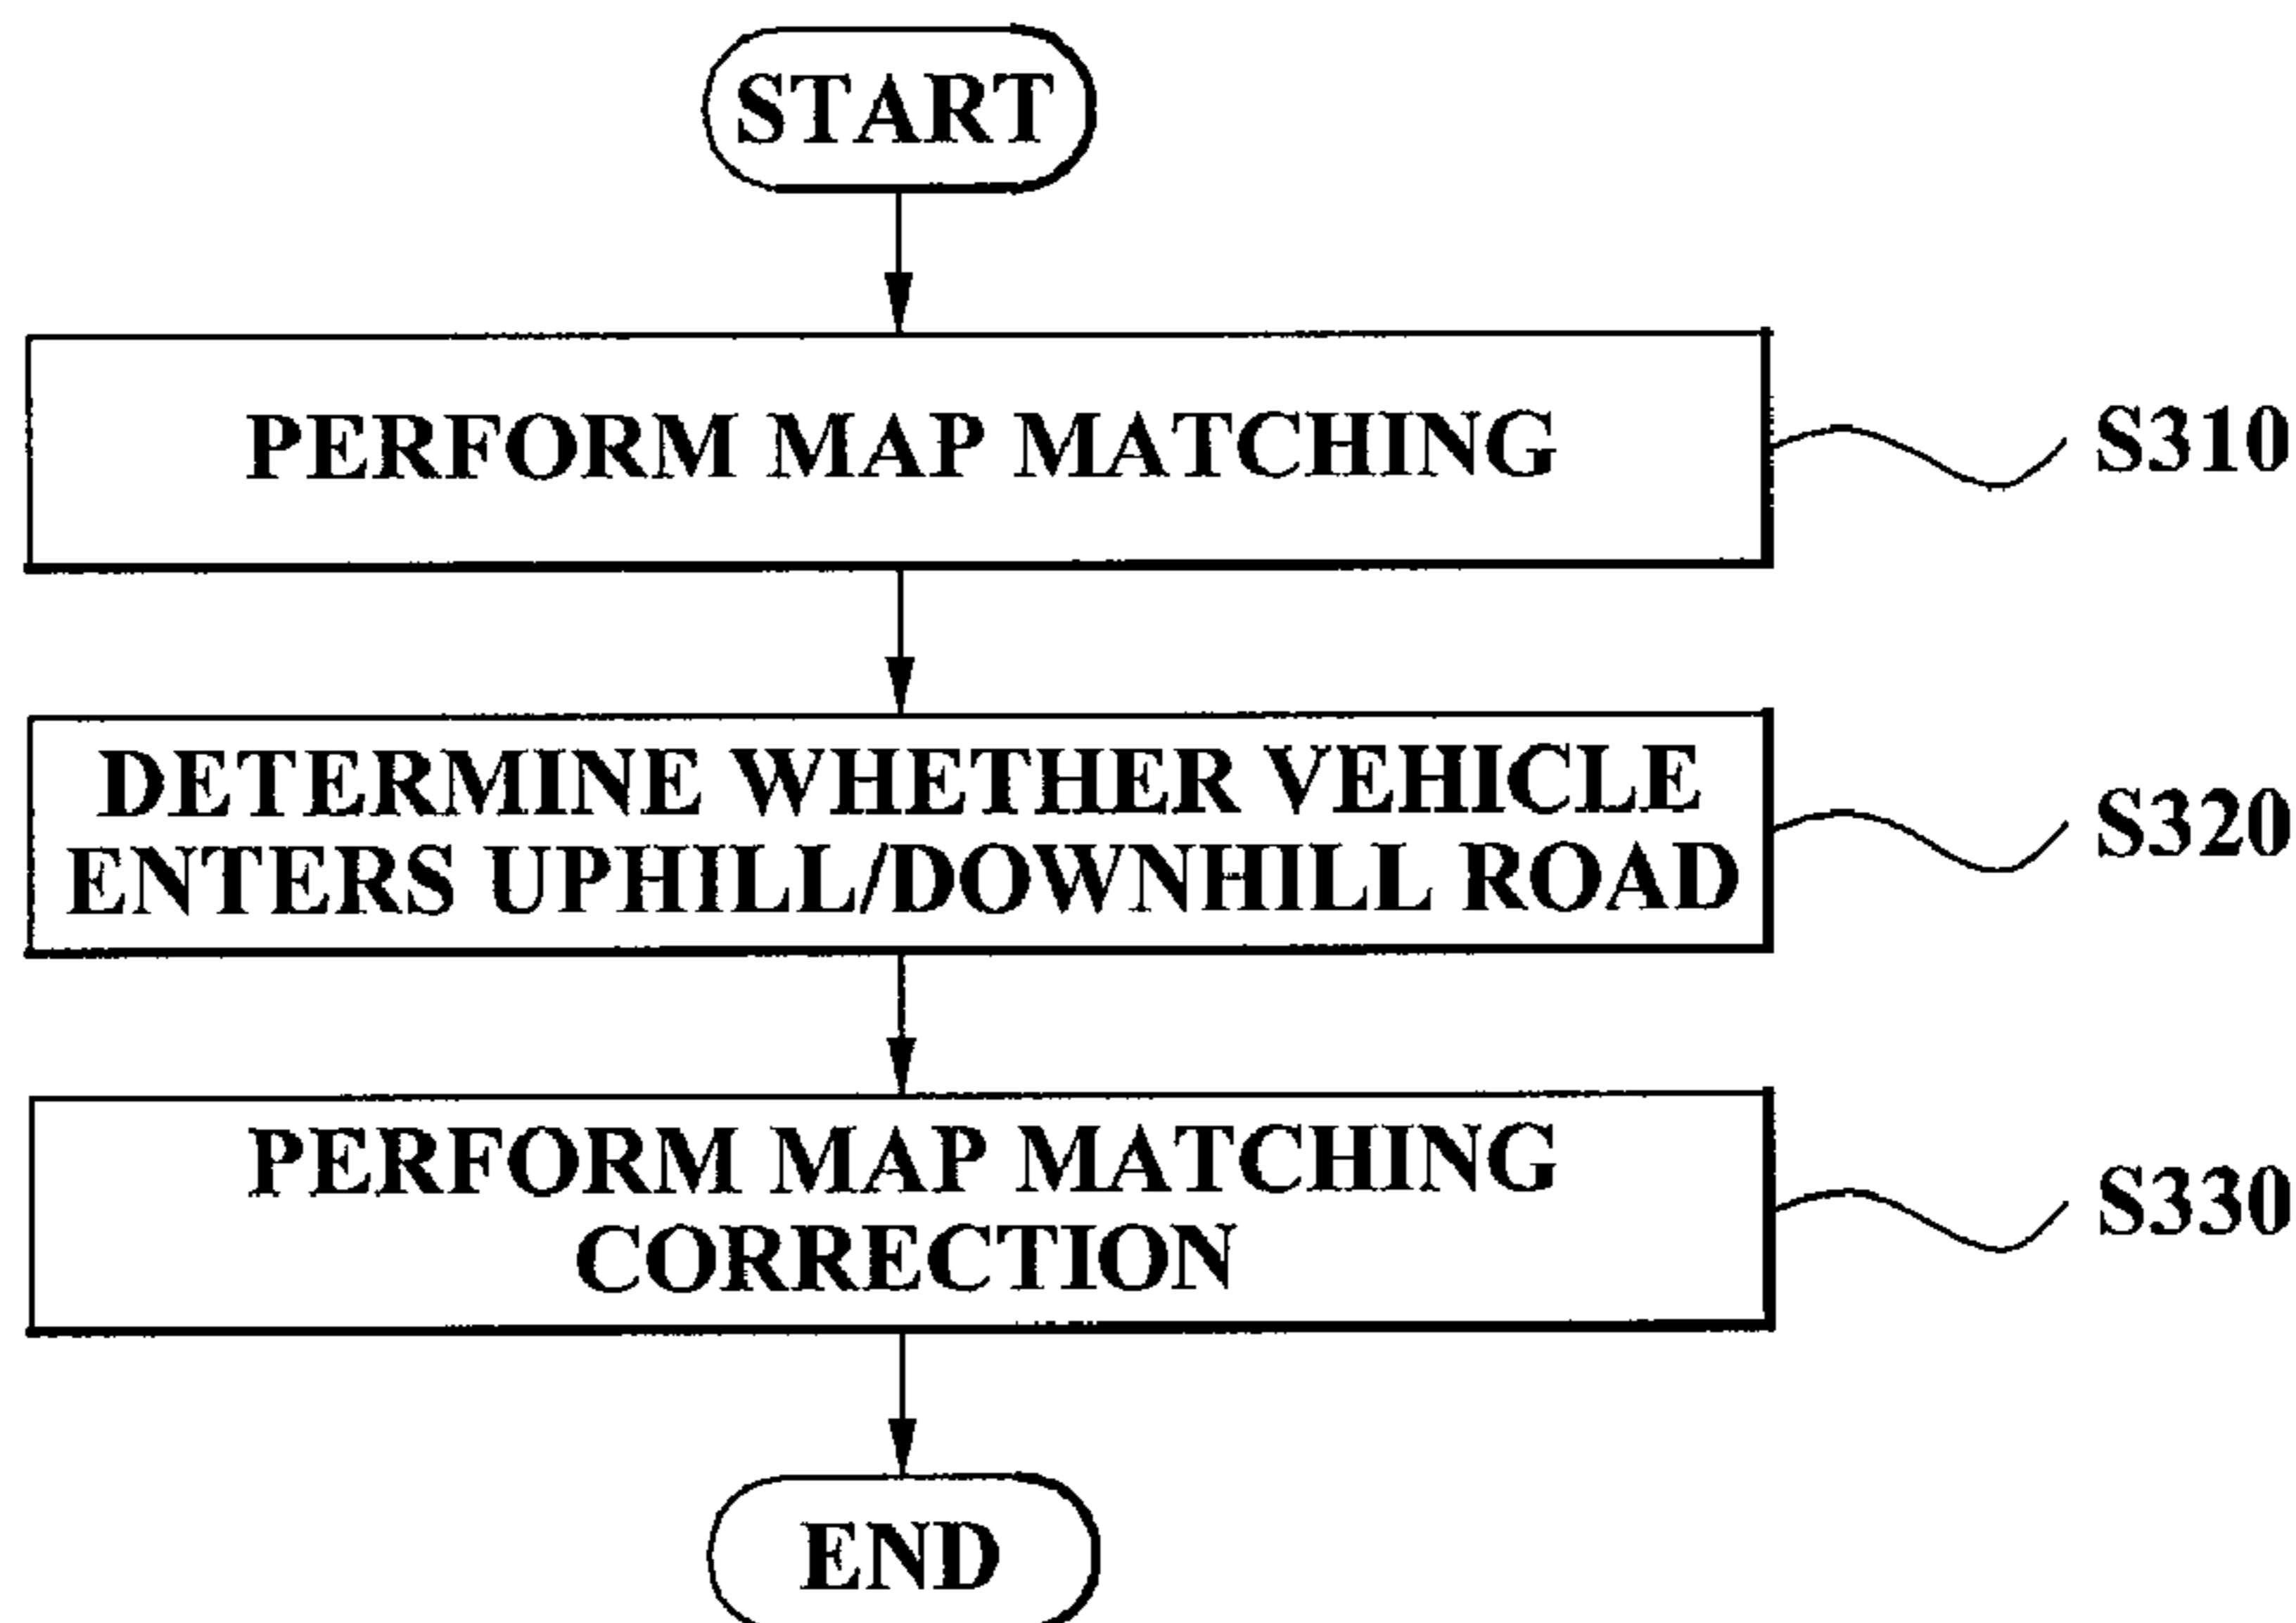 START
PERFORM MAP MATCHING
S310
DETERMINE WHETHER VEHICLE
ENTERS UPHILL/DOWNHILL ROAD
S320
PERFORM MAP MATCHING
CORRECTION
S330
END